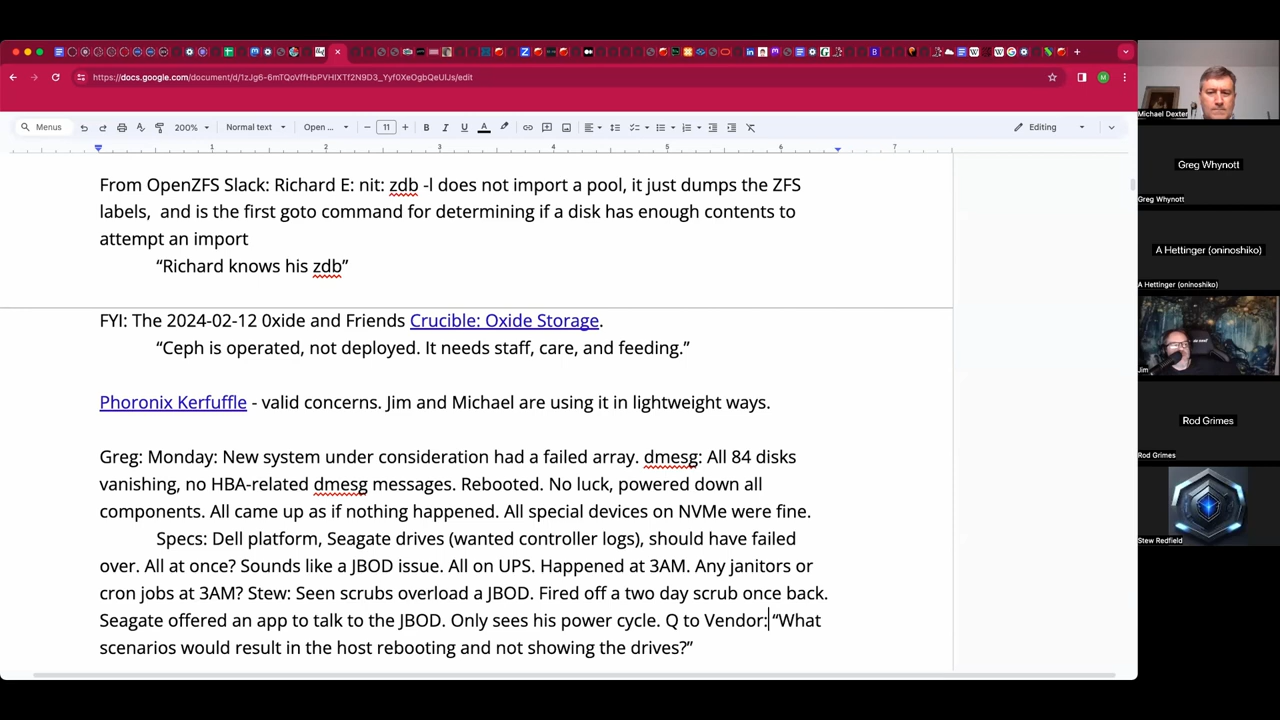 https://docs.google.com/document/d/1zJg6-6mTQoVffHbPVHIXTf2N9D3_Yyf0XeOgbQeUIJs/edit
M
Menus
200%
Normal text
Open ...
11
B I U A
Editing
1 2 3 4 5 6 7
From OpenZFS Slack: Richard E: nit: zdb -l does not import a pool, it just dumps the ZFS
labels,  and is the first goto command for determining if a disk has enough contents to
attempt an import
“Richard knows his zdb”
FYI: The 2024-02-12 0xide and Friends Crucible: Oxide Storage.
“Ceph is operated, not deployed. It needs staff, care, and feeding.”
Phoronix Kerfuffle - valid concerns. Jim and Michael are using it in lightweight ways.
Greg: Monday: New system under consideration had a failed array. dmesg: All 84 disks
vanishing, no HBA-related dmesg messages. Rebooted. No luck, powered down all
components. All came up as if nothing happened. All special devices on NVMe were fine.
Specs: Dell platform, Seagate drives (wanted controller logs), should have failed
over. All at once? Sounds like a JBOD issue. All on UPS. Happened at 3AM. Any janitors or
cron jobs at 3AM? Stew: Seen scrubs overload a JBOD. Fired off a two day scrub once back.
Seagate offered an app to talk to the JBOD. Only sees his power cycle. Q to Vendor: “What
scenarios would result in the host rebooting and not showing the drives?”
Michael Dexter
Greg Whynott
Greg Whynott
A Hettinger (oninoshiko)
A Hettinger (oninoshiko)
Jim
Rod Grimes
Rod Grimes
Stew Redfield